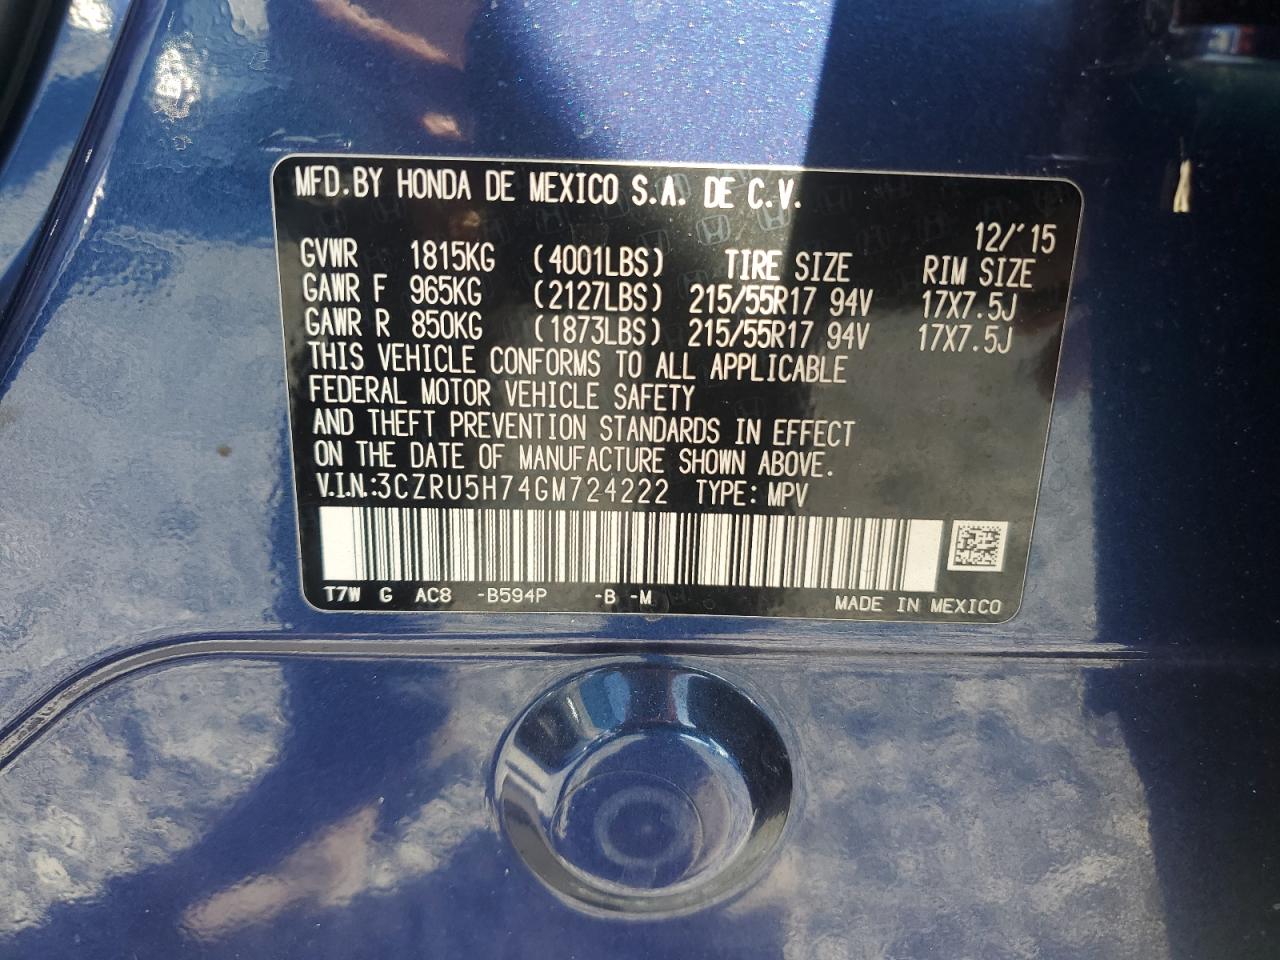 MFD.BY HONDA DE MEXICO S.A. DE C.V.
12/'15
GVWR 1815KG (4001LBS) TIRE SIZE RIM SIZE
GAWR F 965KG (2127LBS) 215/55R17 94V 17X7.5J
GAWR R 850KG (1873LBS) 215/55R17 94V 17X7.5J
THIS VEHICLE CONFORMS TO ALL APPLICABLE
FEDERAL MOTOR VEHICLE SAFETY
AND THEFT PREVENTION STANDARDS IN EFFECT
ON THE DATE OF MANUFACTURE SHOWN ABOVE.
V.I.N.:3CZRU5H74GM724222 TYPE: MPV
T7W G AC8 -B594P -B -M
MADE IN MEXICO